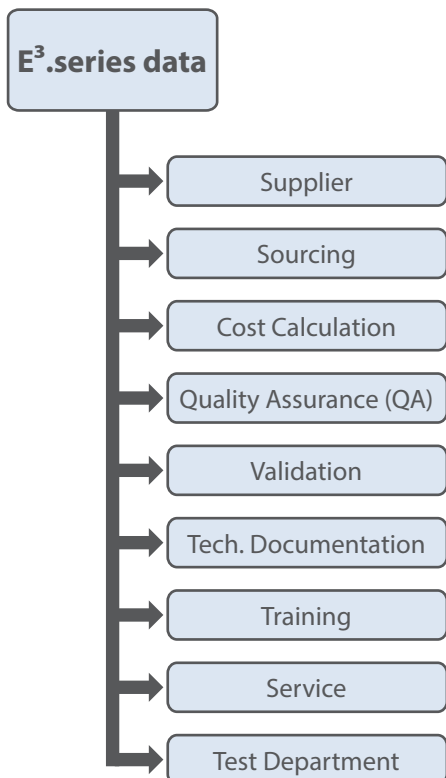 E³.series data
Supplier
Sourcing
Cost Calculation
Quality Assurance (QA)
Validation
Tech. Documentation
Training
Service
Test Department